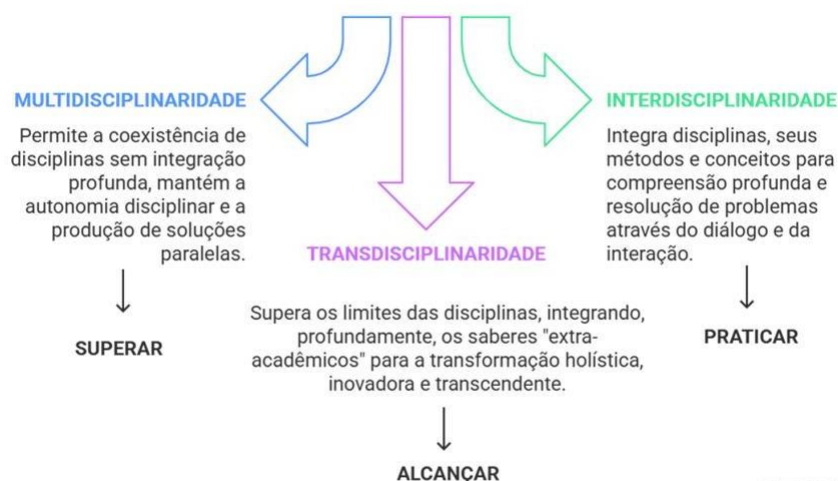 MULTIDISCIPLINARIDADE
Permite a coexistência de
disciplinas sem integração
profunda, mantém a
autonomia disciplinar e a
produção de soluções
paralelas.
SUPERAR
TRANSDISCIPLINARIDADE
Supera os limites das disciplinas, integrando,
profundamente, os saberes "extra-
acadêmicos" para a transformação holística,
inovadora e transcendente.
ALCANÇAR
INTERDISCIPLINARIDADE
Integra disciplinas, seus
métodos e conceitos para
compreensão profunda e
resolução de problemas
através do diálogo e da
interação.
PRATICAR